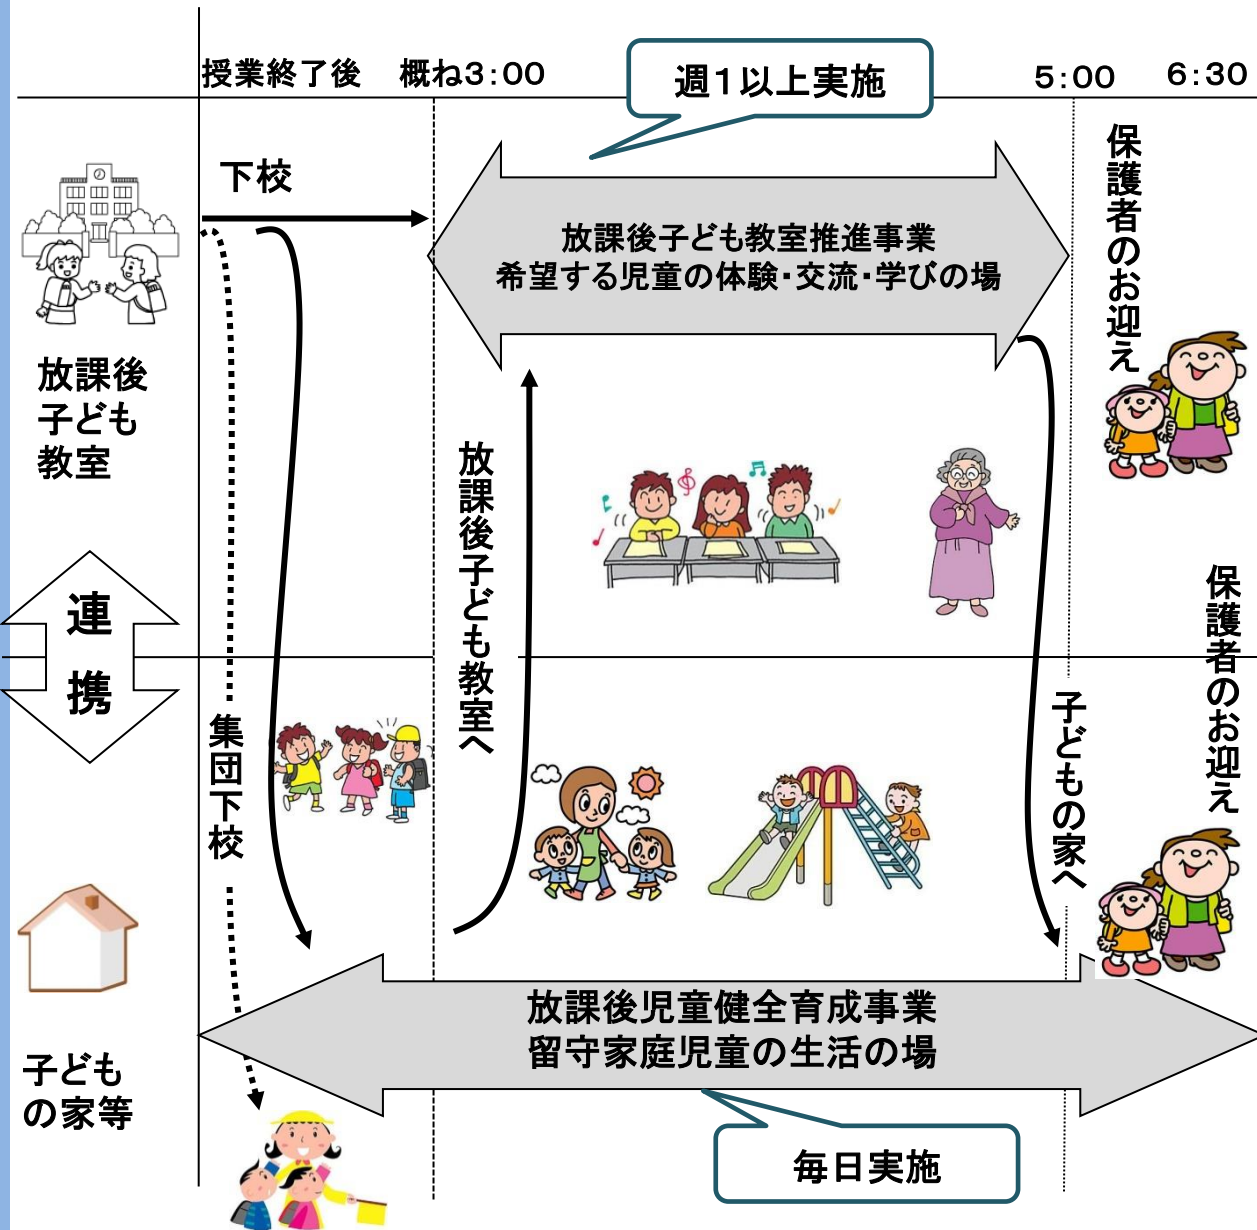 授業終了後
概ね3:00
週1以上実施
5:00
6:30
下校
放課後子ども教室推進事業
希望する児童の体験・交流・学びの場
保護者のお迎え
放課後
子ども
教室
放課後子ども教室へ
連
携
集団下校
子どもの家へ
保護者のお迎え
放課後児童健全育成事業
留守家庭児童の生活の場
子ども
の家等
毎日実施